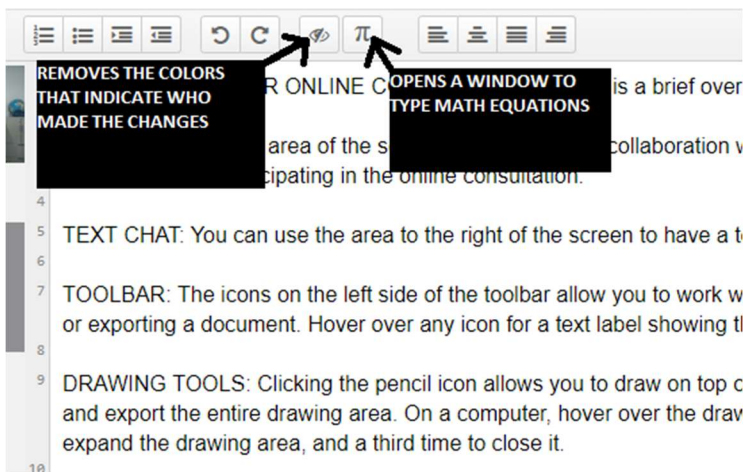 π
REMOVES THE COLORS
THAT INDICATE WHO
MADE THE CHANGES
OPENS A WINDOW TO
TYPE MATH EQUATIONS
R ONLINE C is a brief over
area of the s collaboration
cipating in the online consultation.
4
5 TEXT CHAT: You can use the area to the right of the screen to have a
6
7 TOOLBAR: The icons on the left side of the toolbar allow you to work
or exporting a document. Hover over any icon for a text label showing
8
9 DRAWING TOOLS: Clicking the pencil icon allows you to draw on top
and export the entire drawing area. On a computer, hover over the
expand the drawing area, and a third time to close it.
10